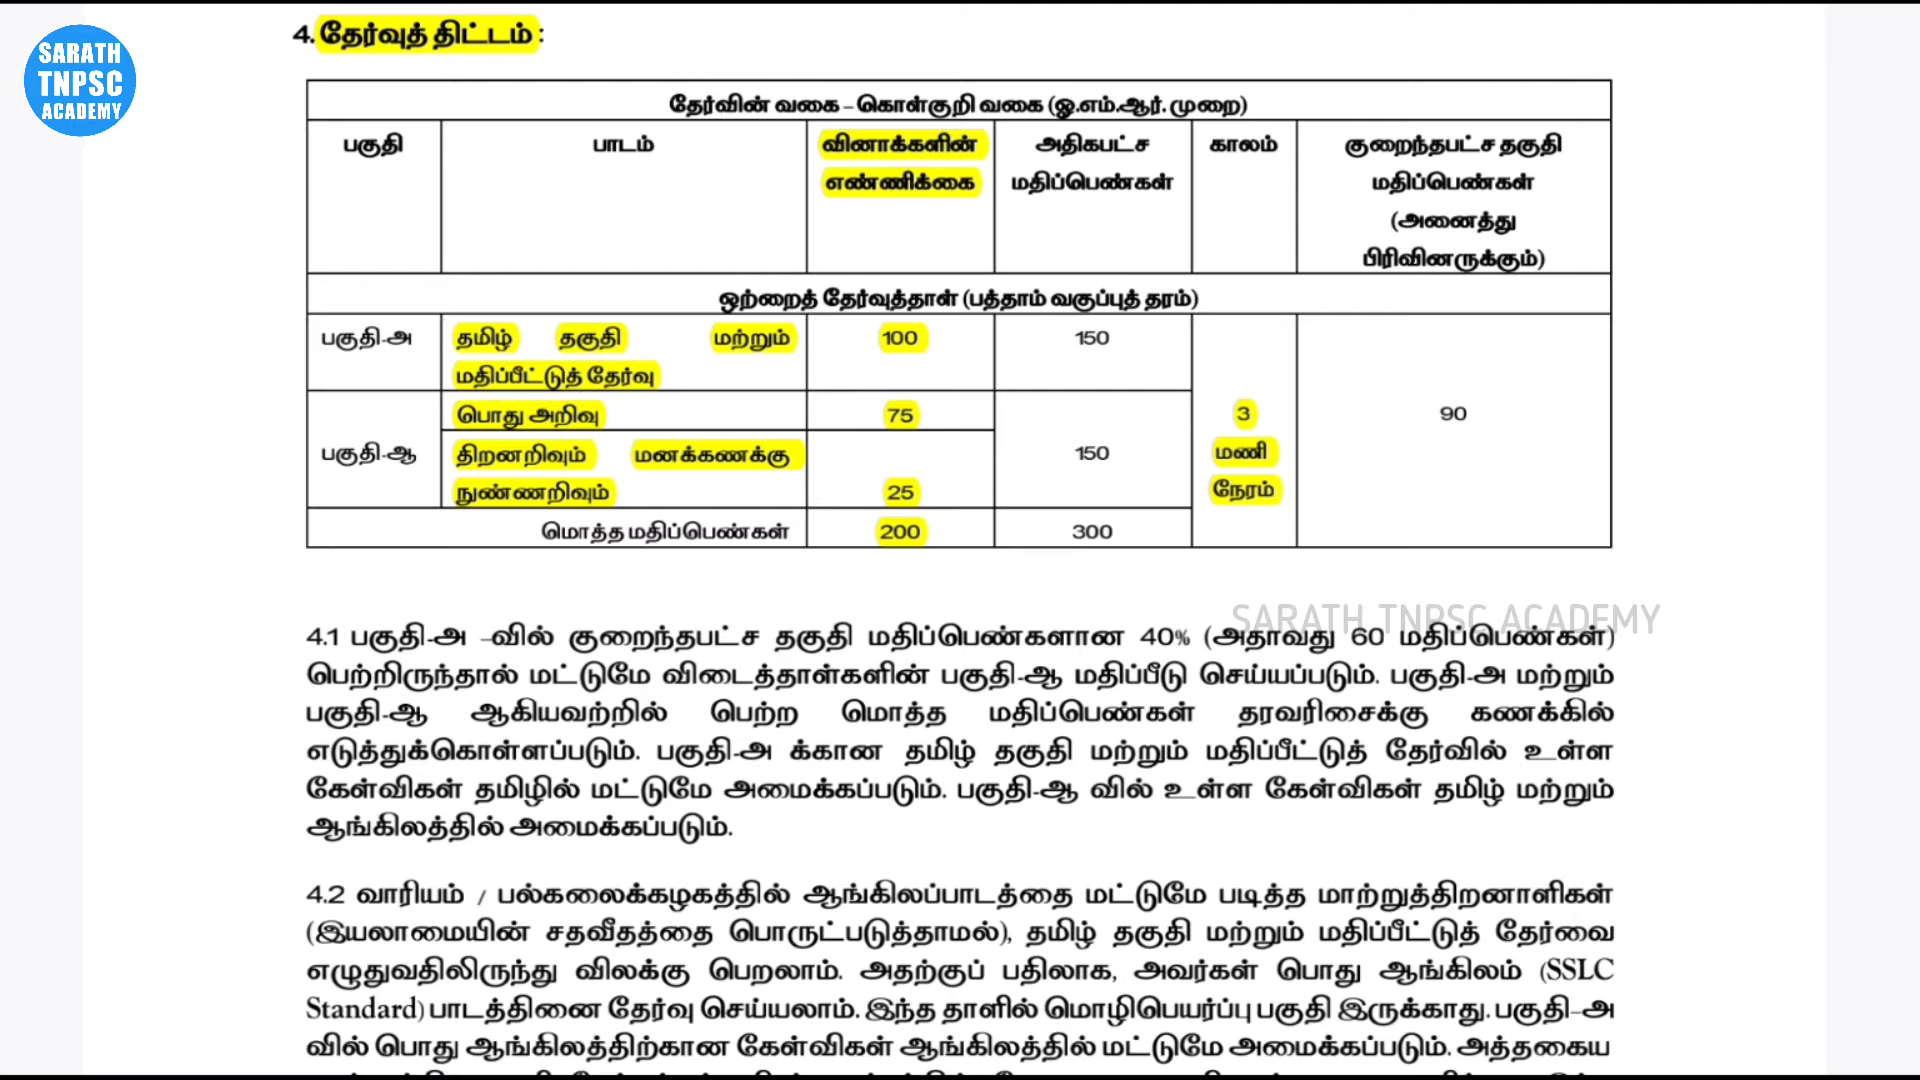 SARATH
TNPSC
ACADEMY
4. தேர்வுத் திட்டம் :
தேர்வின் வகை – கொள்குறி வகை (ஓ.எம்.ஆர். முறை)
பகுதி பாடம் வினாக்களின் எண்ணிக்கை அதிகபட்ச மதிப்பெண்கள் காலம் குறைந்தபட்ச தகுதி மதிப்பெண்கள் (அனைத்து பிரிவினருக்கும்)
ஒற்றைத் தேர்வுத்தாள் (பத்தாம் வகுப்புத் தரம்)
பகுதி-அ தமிழ் தகுதி மற்றும் 100 150
மதிப்பீட்டுத் தேர்வு
பொது அறிவு 75 3 90
பகுதி-ஆ திறனறிவும் மனக்கணக்கு 150 மணி
நுண்ணறிவும் 25 நேரம்
மொத்த மதிப்பெண்கள் 200 300
SARATH TNPSC ACADEMY
4.1 பகுதி-அ –வில் குறைந்தபட்ச தகுதி மதிப்பெண்களான 40% (அதாவது 60 மதிப்பெண்கள்)
பெற்றிருந்தால் மட்டுமே விடைத்தாள்களின் பகுதி-ஆ மதிப்பீடு செய்யப்படும். பகுதி-அ மற்றும்
பகுதி-ஆ ஆகியவற்றில் பெற்ற மொத்த மதிப்பெண்கள் தரவரிசைக்கு கணக்கில்
எடுத்துக்கொள்ளப்படும். பகுதி-அ க்கான தமிழ் தகுதி மற்றும் மதிப்பீட்டுத் தேர்வில் உள்ள
கேள்விகள் தமிழில் மட்டுமே அமைக்கப்படும். பகுதி-ஆ வில் உள்ள கேள்விகள் தமிழ் மற்றும்
ஆங்கிலத்தில் அமைக்கப்படும்.
4.2 வாரியம் / பல்கலைக்கழகத்தில் ஆங்கிலப்பாடத்தை மட்டுமே படித்த மாற்றுத்திறனாளிகள்
(இயலாமையின் சதவீதத்தை பொருட்படுத்தாமல்), தமிழ் தகுதி மற்றும் மதிப்பீட்டுத் தேர்வை
எழுதுவதிலிருந்து விலக்கு பெறலாம். அதற்குப் பதிலாக, அவர்கள் பொது ஆங்கிலம் (SSLC
Standard) பாடத்தினை தேர்வு செய்யலாம். இந்த தாளில் மொழிபெயர்ப்பு பகுதி இருக்காது. பகுதி–அ
வில் பொது ஆங்கிலத்திற்கான கேள்விகள் ஆங்கிலத்தில் மட்டுமே அமைக்கப்படும். அத்தகைய